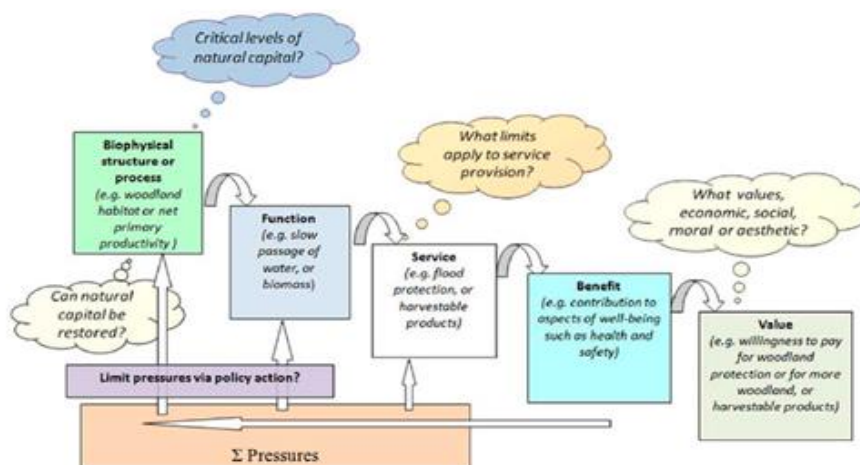 Critical levels of
natural capital?
Biophysical
structure or
process
(e.g. woodland
habitat or net
primary
productivity )
What limits
apply to service
provision?
Function
(e.g. slow
passage of
water, or
biomass)
What values,
economic, social,
moral or aesthetic?
Service
(e.g. flood
protection, or
harvestable
products)
Can natural
capital be
restored?
Benefit
(e.g. contribution to
aspects of well-being
such as health and
safety)
Value
(e.g. willingness to pay
for woodland
protection or for more
woodland, or
harvestable products)
Limit pressures via policy action?
Σ Pressures